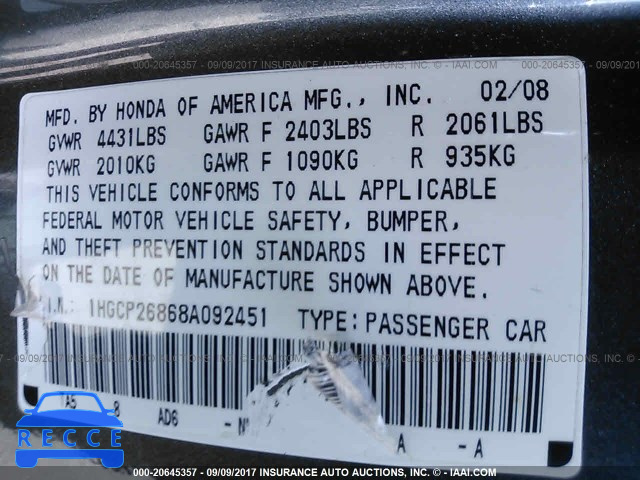 000-20645357 - 09/09/2017 INSURANCE AUTO AUCTIONS, INC. - © - IAAI.COM
MFD. BY HONDA OF AMERICA MFG., INC. 02/08
GVWR 4431LBS GAWR F 2403LBS R 2061LBS
GVWR 2010KG GAWR F 1090KG R 935KG
THIS VEHICLE CONFORMS TO ALL APPLICABLE
FEDERAL MOTOR VEHICLE SAFETY, BUMPER,
AND THEFT PREVENTION STANDARDS IN EFFECT
ON THE DATE OF MANUFACTURE SHOWN ABOVE.
I.N.: 1HGCP26868A092451 TYPE:PASSENGER CAR
TA5 8 AD6 A - A
SEE
000-20645357 - 09/09/2017 INSURANCE AUTO AUCTIONS, INC. - © - IAAI.COM